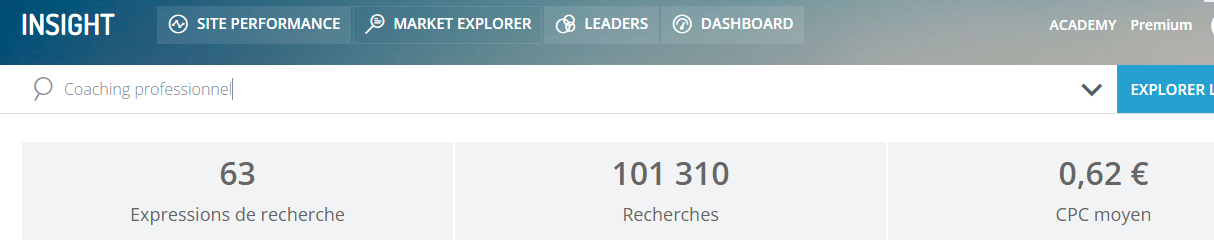 INSIGHT
SITE PERFORMANCE
MARKET EXPLORER
LEADERS
DASHBOARD
ACADEMY
Premium
Coaching professionnel
EXPLORER L
63
101 310
0,62 €
Expressions de recherche
Recherches
CPC moyen